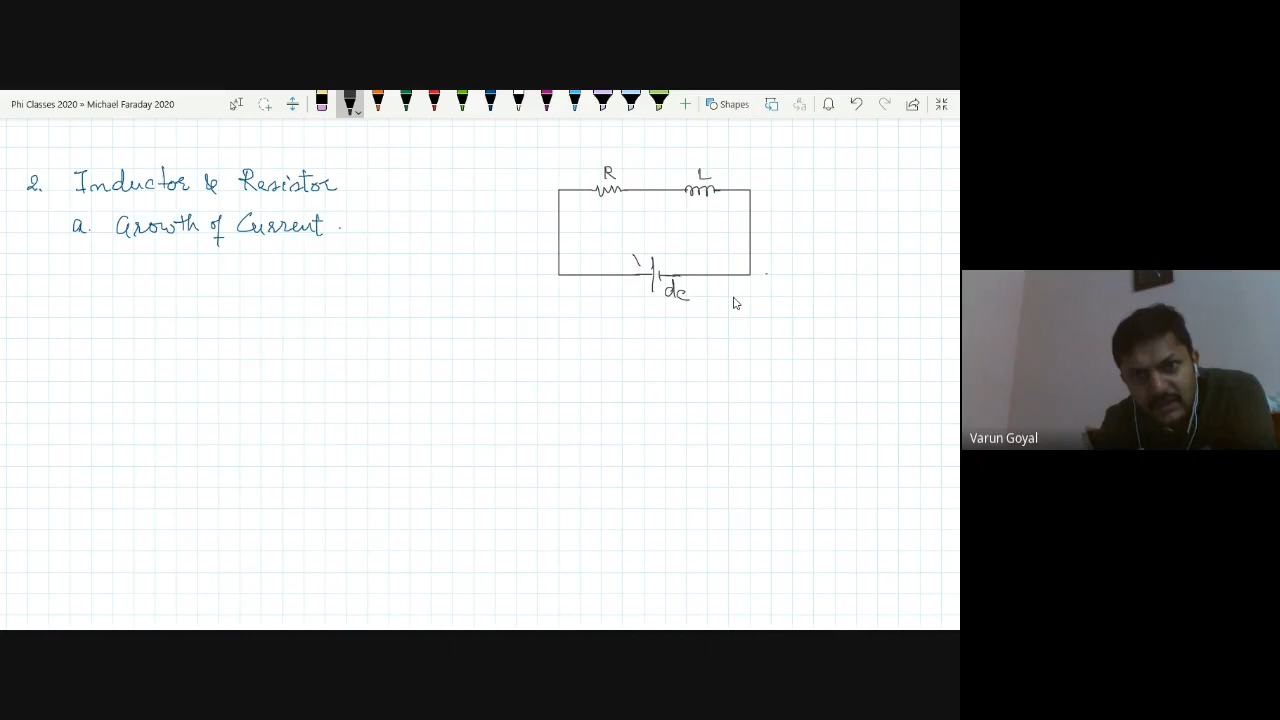 Phi Classes 2020 » Michael Faraday 2020
Shapes
2. Inductor & Resistor
a. Growth of Current.
R
L
dc
Varun Goyal